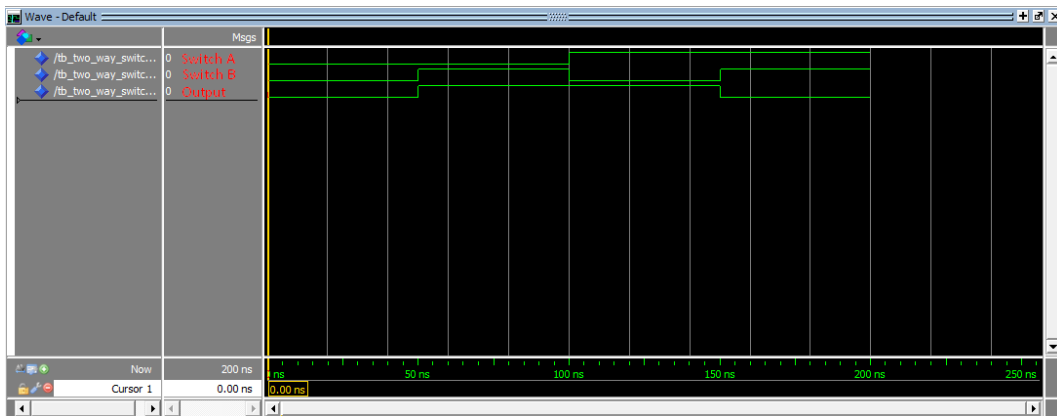 Wave - Default
Msgs
/tb_two_way_switc... 0 Switch A
/tb_two_way_switc... 0 Switch B
/tb_two_way_switc... 0 Output
Now 200 ns
ns 50 ns 100 ns 150 ns 200 ns 250 ns
Cursor 1 0.00 ns 0.00 ns